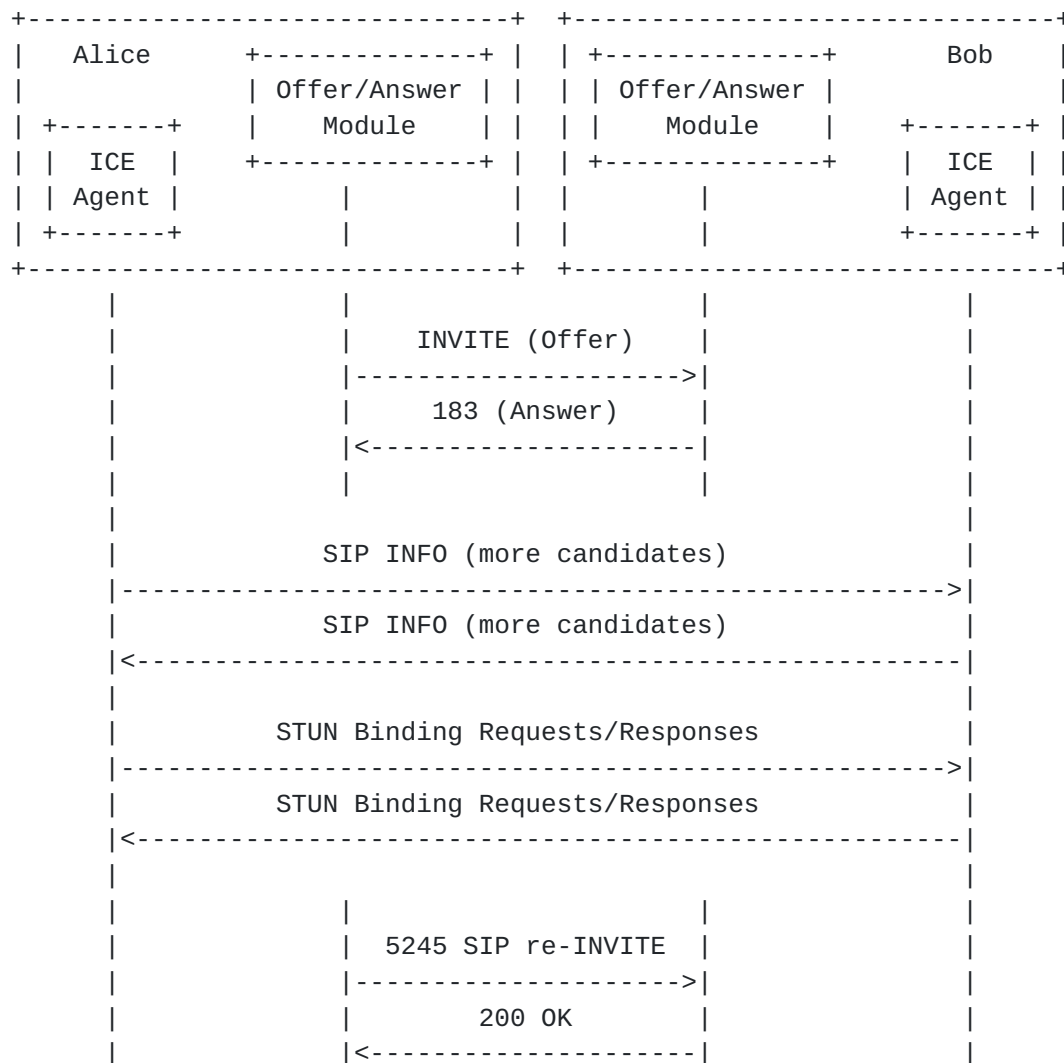 Alice Bob
Offer/Answer Offer/Answer
Module Module
ICE ICE
Agent Agent
INVITE (Offer)
183 (Answer)
SIP INFO (more candidates)
SIP INFO (more candidates)
STUN Binding Requests/Responses
STUN Binding Requests/Responses
5245 SIP re-INVITE
200 OK